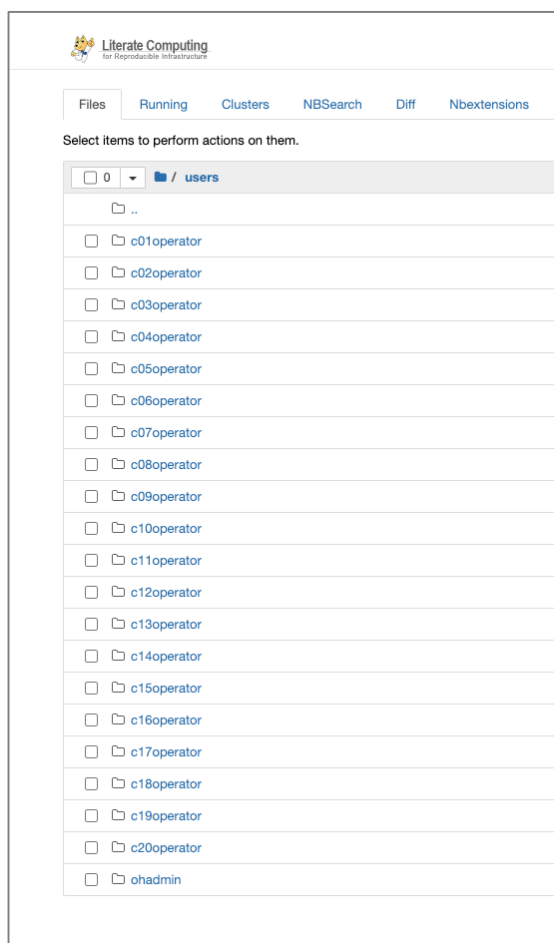 Literate Computing
for Reproducible Infrastructure
Files Running Clusters NBSearch Diff Nbextensions
Select items to perform actions on them.
0 / users
..
c01operator
c02operator
c03operator
c04operator
c05operator
c06operator
c07operator
c08operator
c09operator
c10operator
c11operator
c12operator
c13operator
c14operator
c15operator
c16operator
c17operator
c18operator
c19operator
c20operator
ohadmin